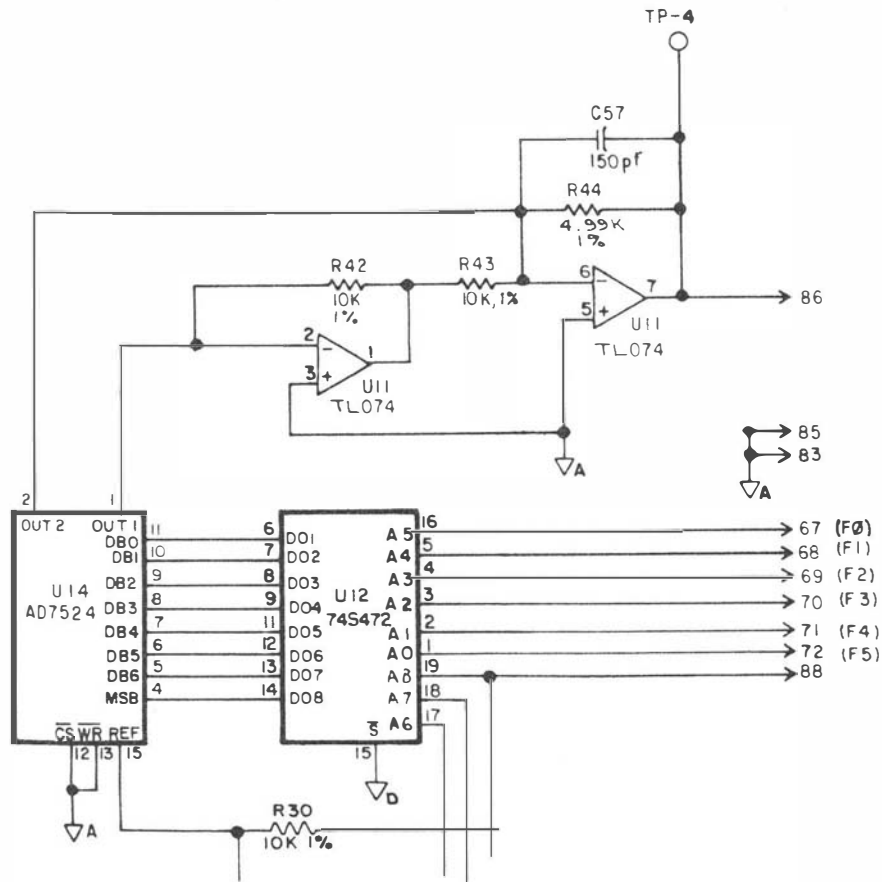 TP-4
C57
150pf
R44
4.99K
1%
R42
10K
1%
R43
10K, 1%
6
-
7
5
+
U11
TL074
86
2
-
1
3
+
U11
TL074
A
85
83
A
2
1
OUT 2
OUT 1
DB0
11
6
DO1
DB1
10
7
DO2
DB2
9
8
DO3
DB3
8
9
DO4
DB4
7
11
DO5
DB5
6
12
DO6
DB6
5
13
DO7
MSB
4
14
DO8
U14
AD7524
U12
74S472
A5
16
67 (FØ)
A4
5
68 (F1)
A3
4
69 (F2)
A2
3
70 (F3)
A1
2
71 (F4)
A0
1
72 (F5)
A8
19
88
A7
18
A6
17
CS WR REF
12 13 15
S
15
A
D
R30
10K 1%